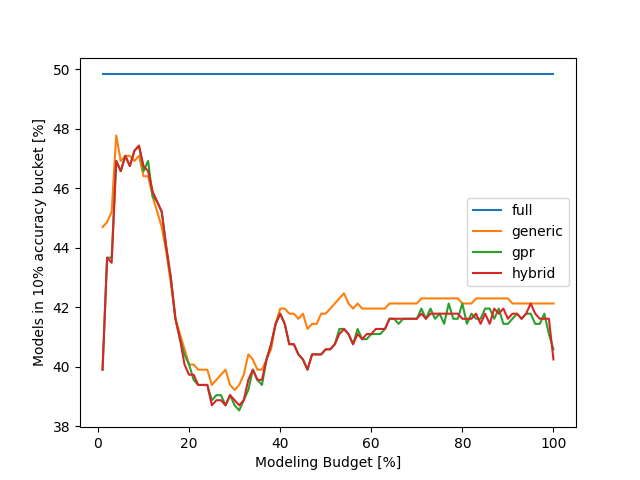 50
48
46
44
42
40
38
Models in 10% accuracy bucket [%]
full
generic
gpr
hybrid
0 20 40 60 80 100
Modeling Budget [%]